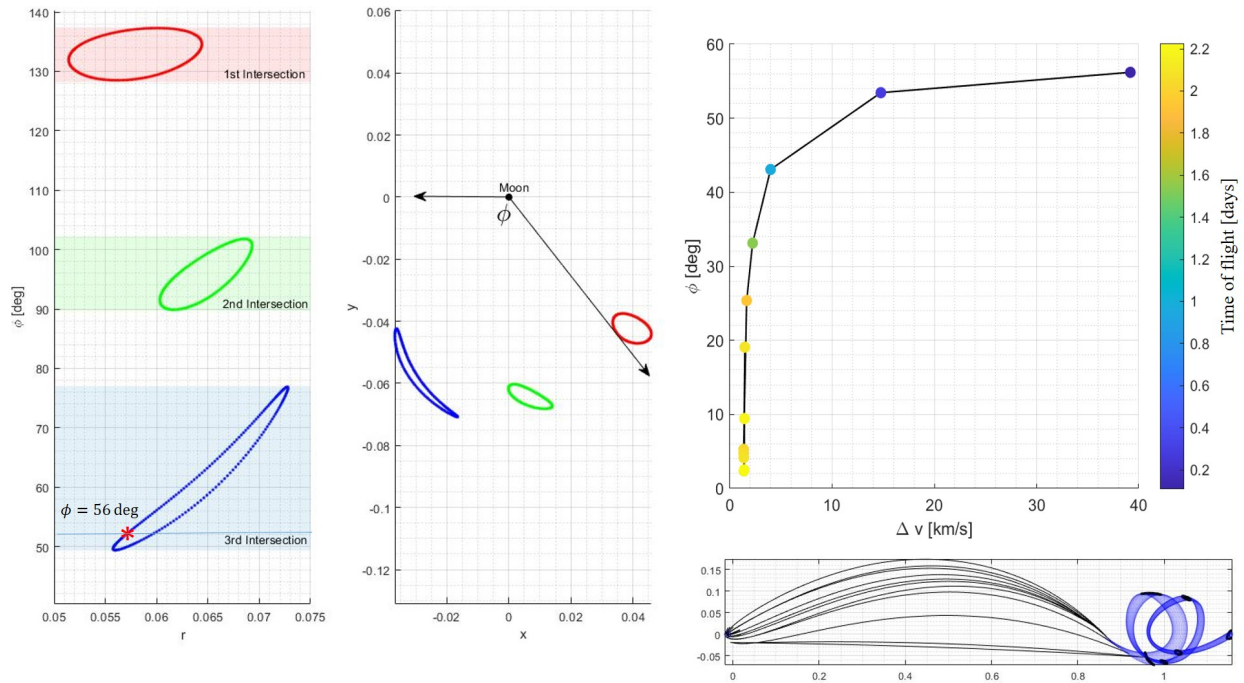 140
130
120
110
100
90
80
70
60
50
ϕ [deg]
1st Intersection
2nd Intersection
ϕ = 56 deg
3rd Intersection
0.05 0.055 0.06 0.065 0.07 0.075
r
0.06
0.04
0.02
0
-0.02
-0.04
-0.06
-0.08
-0.1
-0.12
y
Moon
ϕ
-0.02 0 0.02 0.04
x
60
50
40
30
20
10
0
ϕ [deg]
0 10 20 30 40
Δ v [km/s]
2.2
2
1.8
1.6
1.4
1.2
1
0.8
0.6
0.4
0.2
Time of flight [days]
0.15
0.1
0.05
0
-0.05
0 0.2 0.4 0.6 0.8 1